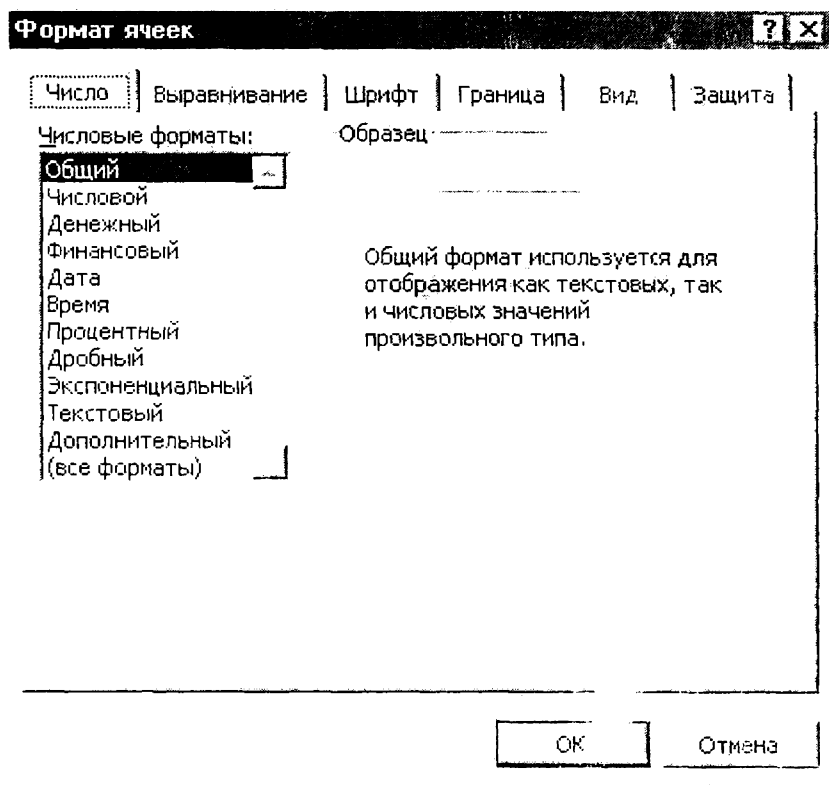 Формат ячеек
Число Выравнивание Шрифт Граница Вид Защита
Числовые форматы:
Образец
Общий
Числовой
Денежный
Финансовый
Дата
Время
Процентный
Дробный
Экспоненциальный
Текстовый
Дополнительный
(все форматы)
Общий формат используется для
отображения как текстовых, так
и числовых значений
произвольного типа.
ОК Отмена